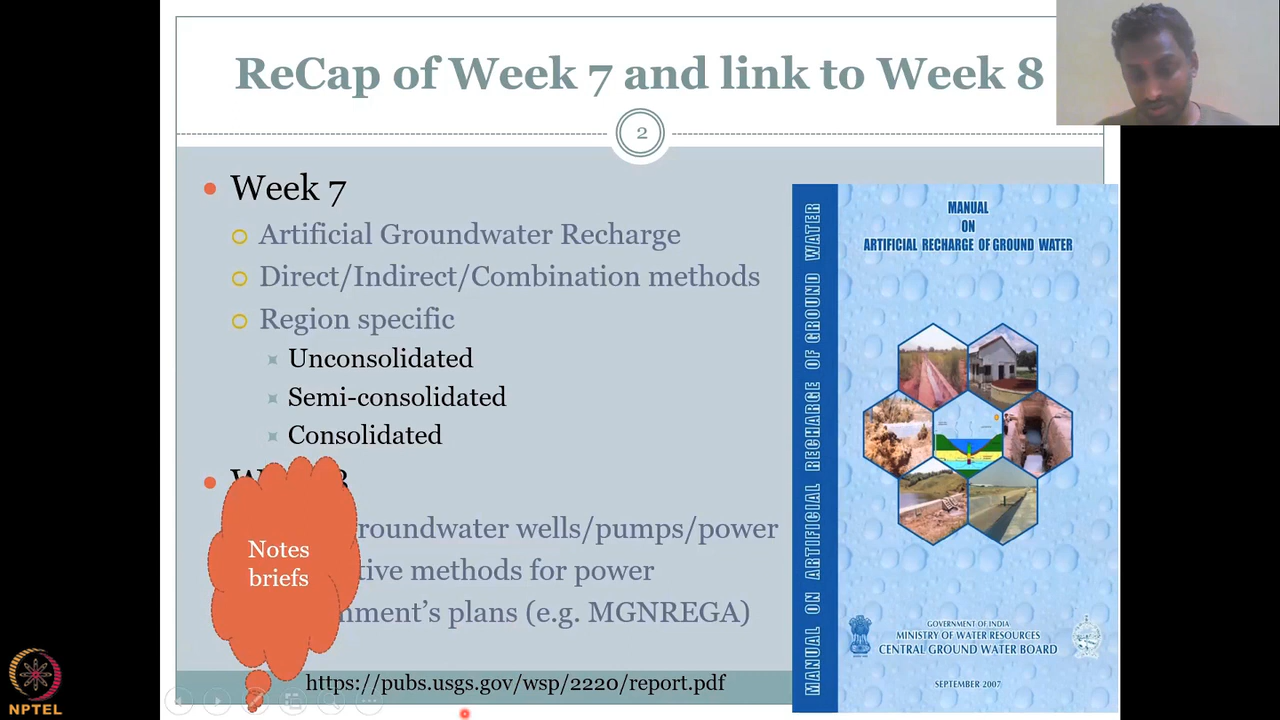 ReCap of Week 7 and link to Week 8
2
Week 7
Artificial Groundwater Recharge
Direct/Indirect/Combination methods
Region specific
Unconsolidated
Semi-consolidated
Consolidated
Notes
briefs
roundwater wells/pumps/power
tive methods for power
nment’s plans (e.g. MGNREGA)
https://pubs.usgs.gov/wsp/2220/report.pdf
MANUAL ON ARTIFICIAL RECHARGE OF GROUND WATER
MANUAL
ON
ARTIFICIAL RECHARGE OF GROUND WATER
GOVERNMENT OF INDIA
MINISTRY OF WATER RESOURCES
CENTRAL GROUND WATER BOARD
SEPTEMBER 2007
NPTEL